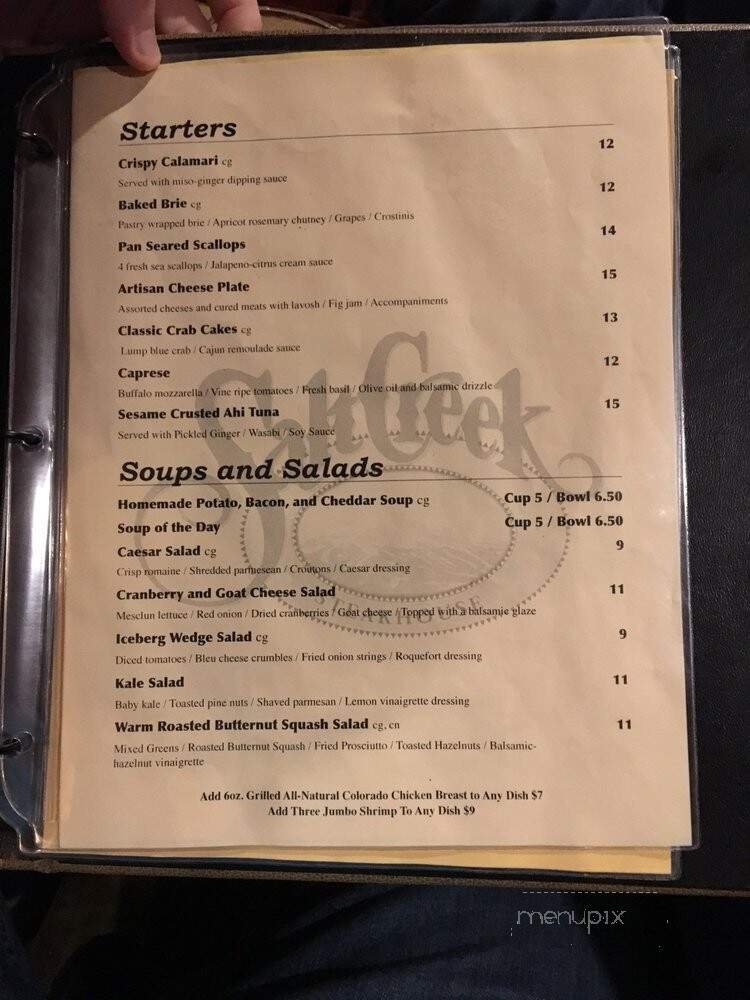 Starters
Crispy Calamari cg 12
Served with miso-ginger dipping sauce
Baked Brie cg 12
Pastry wrapped brie / Apricot rosemary chutney / Grapes / Crostinis
Pan Seared Scallops 14
4 fresh sea scallops / Jalapeno-citrus cream sauce
Artisan Cheese Plate 15
Assorted cheeses and cured meats with lavosh / Fig jam / Accompaniments
Classic Crab Cakes cg 13
Lump blue crab / Cajun remoulade sauce
Caprese 12
Buffalo mozzarella / Vine ripe tomatoes / Fresh basil / Olive oil and balsamic drizzle
Sesame Crusted Ahi Tuna 15
Served with Pickled Ginger / Wasabi / Soy Sauce
Salt Creek
STEAKHOUSE
Soups and Salads
Homemade Potato, Bacon, and Cheddar Soup cg Cup 5 / Bowl 6.50
Soup of the Day Cup 5 / Bowl 6.50
Caesar Salad cg 9
Crisp romaine / Shredded parmesean / Croutons / Caesar dressing
Cranberry and Goat Cheese Salad 11
Mesclun lettuce / Red onion / Dried cranberries / Goat cheese / Topped with a balsamic glaze
Iceberg Wedge Salad cg 9
Diced tomatoes / Bleu cheese crumbles / Fried onion strings / Roquefort dressing
Kale Salad 11
Baby kale / Toasted pine nuts / Shaved parmesan / Lemon vinaigrette dressing
Warm Roasted Butternut Squash Salad cg, cn 11
Mixed Greens / Roasted Butternut Squash / Fried Prosciutto / Toasted Hazelnuts / Balsamic-
hazelnut vinaigrette
Add 6oz. Grilled All-Natural Colorado Chicken Breast to Any Dish $7
Add Three Jumbo Shrimp To Any Dish $9
menupix